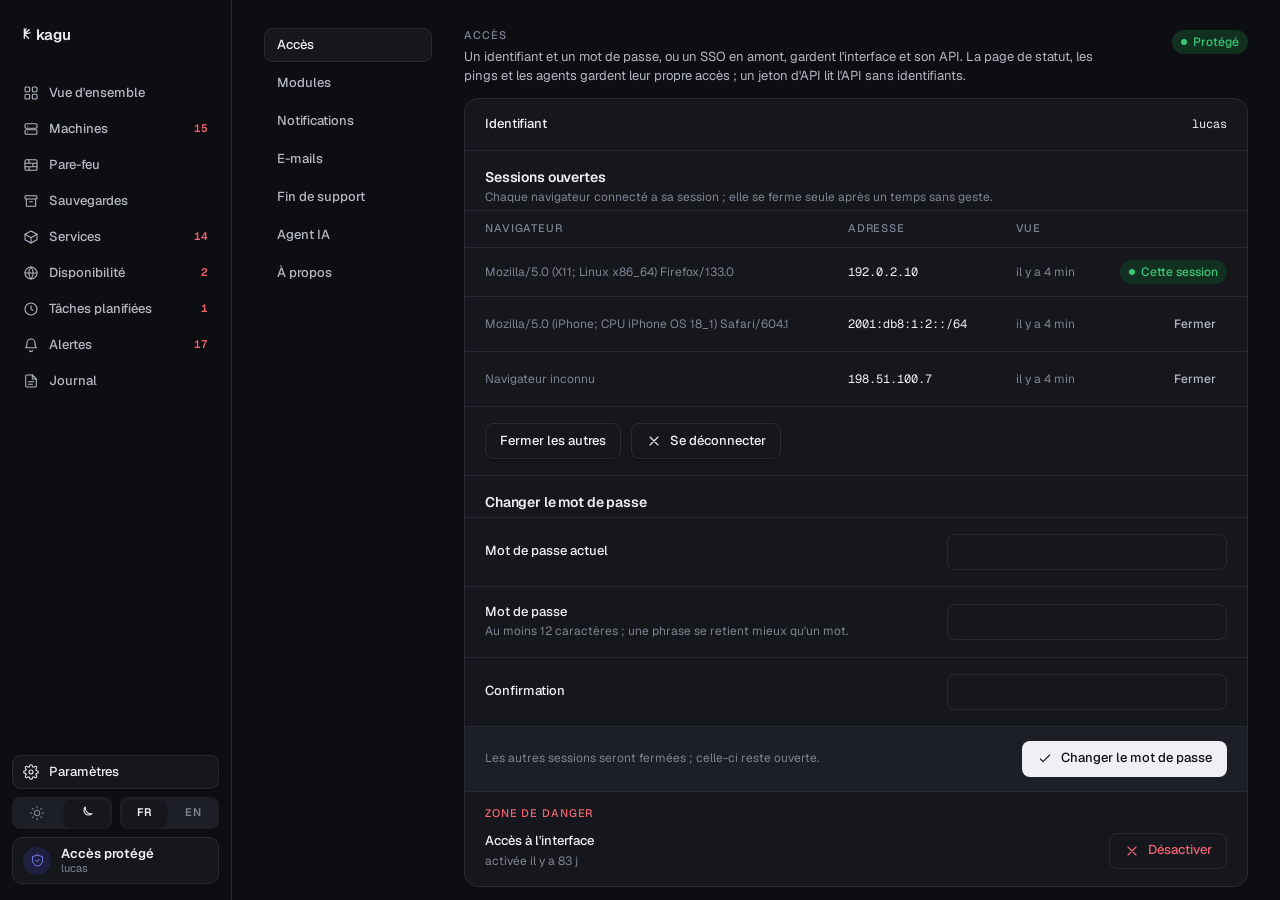 kagu
Vue d'ensemble
Machines 15
Pare-feu
Sauvegardes
Services 14
Disponibilité 2
Tâches planifiées 1
Alertes 17
Journal
Paramètres
FR EN
Accès protégé
lucas
Accès
Modules
Notifications
E-mails
Fin de support
Agent IA
À propos
ACCÈS
Un identifiant et un mot de passe, ou un SSO en amont, gardent l'interface et son API. La page de statut, les
pings et les agents gardent leur propre accès ; un jeton d'API lit l'API sans identifiants.
Protégé
Identifiant lucas
Sessions ouvertes
Chaque navigateur connecté a sa session ; elle se ferme seule après un temps sans geste.
NAVIGATEUR ADRESSE VUE
Mozilla/5.0 (X11; Linux x86_64) Firefox/133.0 192.0.2.10 il y a 4 min Cette session
Mozilla/5.0 (iPhone; CPU iPhone OS 18_1) Safari/604.1 2001:db8:1:2::/64 il y a 4 min Fermer
Navigateur inconnu 198.51.100.7 il y a 4 min Fermer
Fermer les autres Se déconnecter
Changer le mot de passe
Mot de passe actuel
Mot de passe
Au moins 12 caractères ; une phrase se retient mieux qu'un mot.
Confirmation
Les autres sessions seront fermées ; celle-ci reste ouverte. Changer le mot de passe
ZONE DE DANGER
Accès à l'interface
activée il y a 83 j
Désactiver